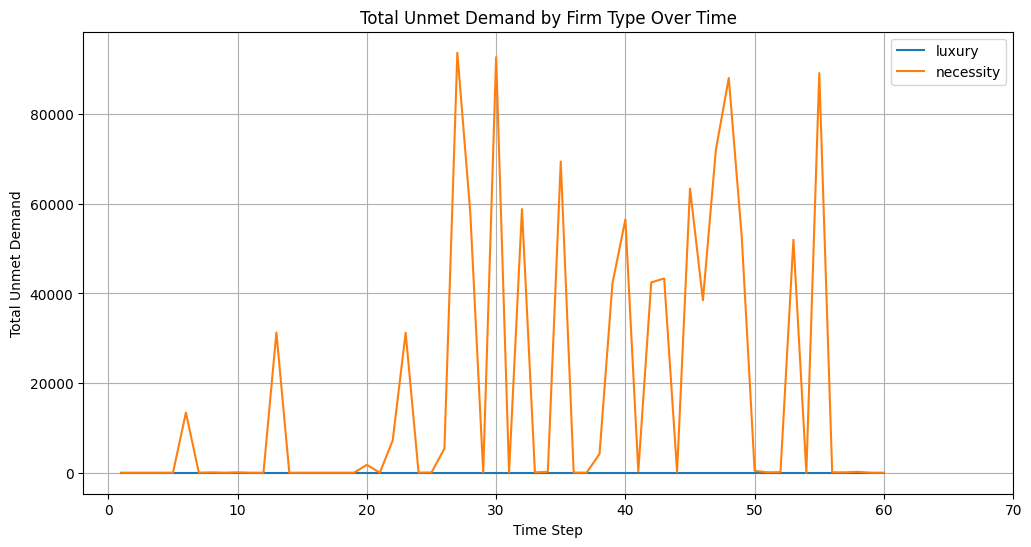 Total Unmet Demand by Firm Type Over Time
luxury
necessity
Total Unmet Demand
80000
60000
40000
20000
0
0 10 20 30 40 50 60 70
Time Step